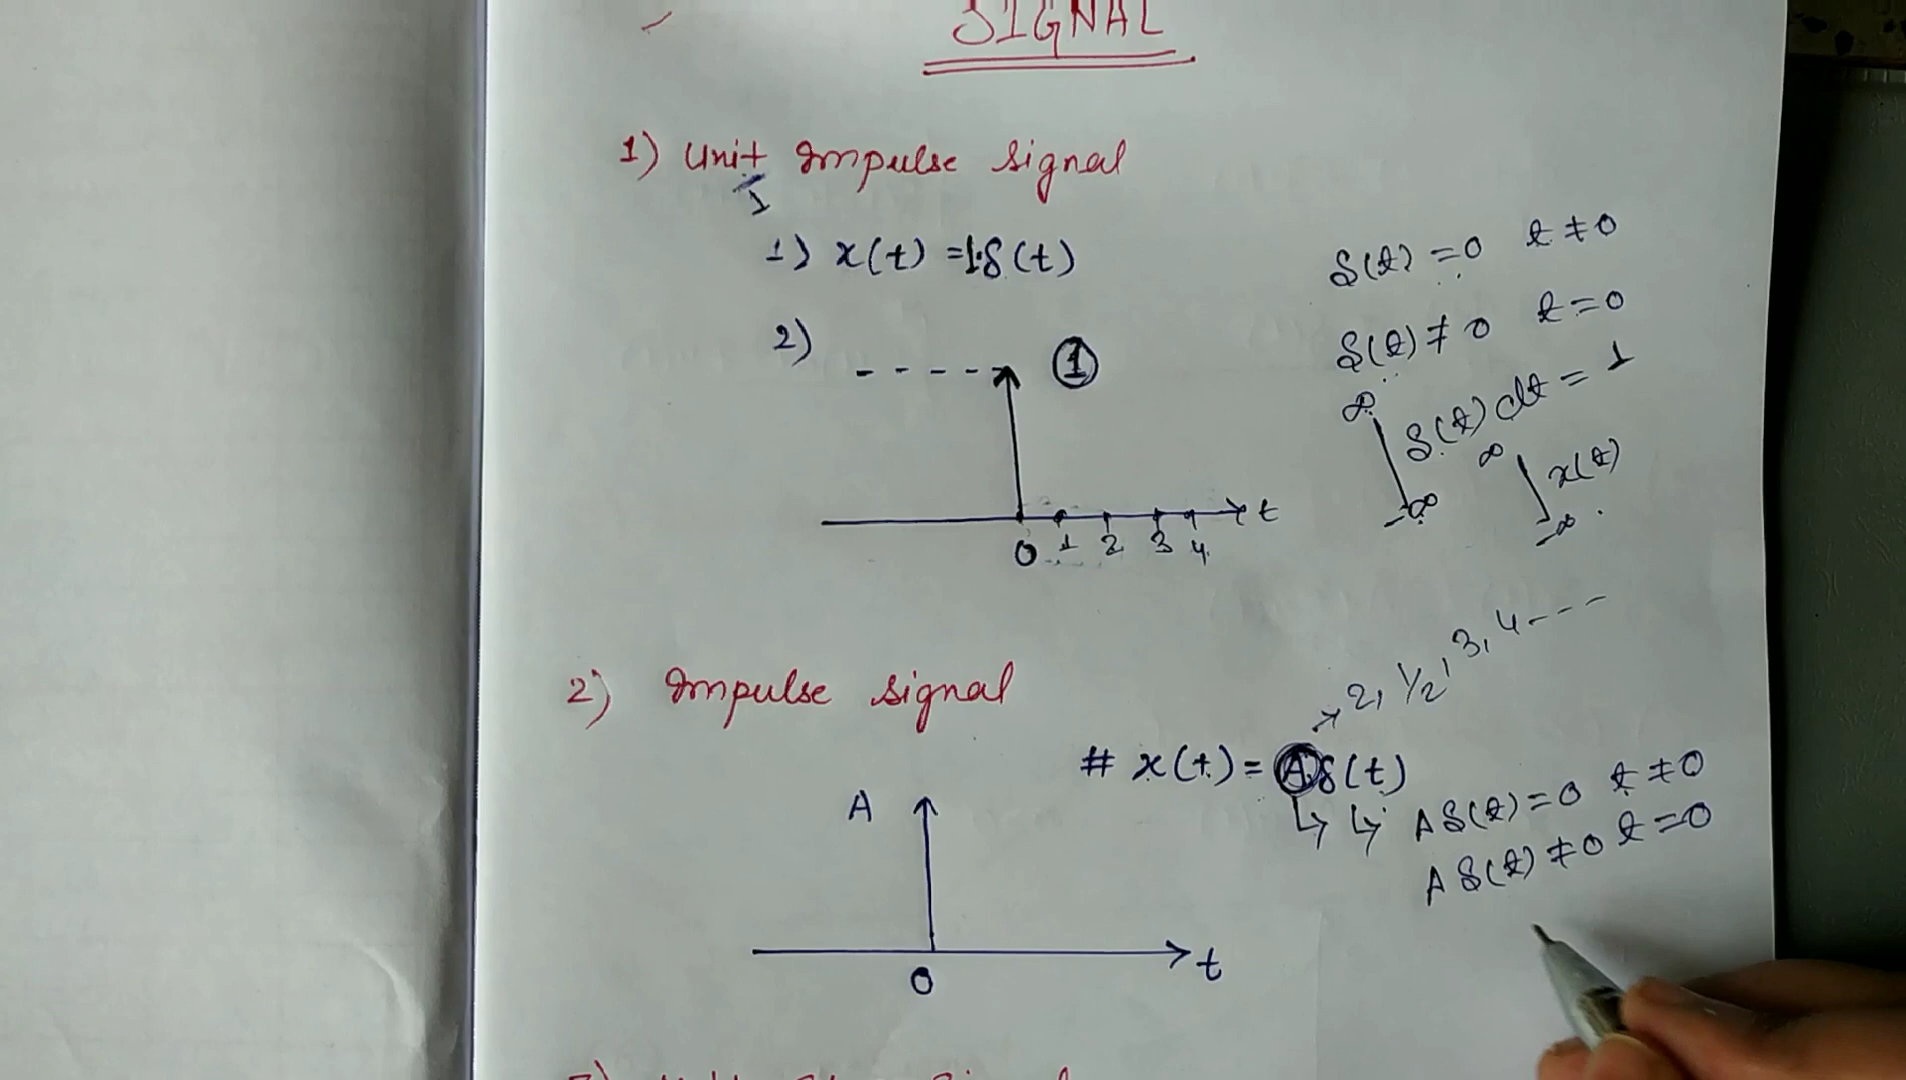 SIGNAL
1) Unit Impulse Signal
1
1) x(t) = 1·δ(t)
2)
1
t
0 1 2 3 4
δ(t) = 0 t ≠ 0
δ(t) ≠ 0 t = 0
∞ ∫ δ(t) dt = 1
-∞
∞ ∫ x(t)
-∞
2) Impulse Signal
→ 2, 1/2, 3, 4 - - -
# x(t) = A.δ(t)
↳ ↳ A δ(t) = 0 t ≠ 0
A δ(t) ≠ 0 t = 0
A
t
0